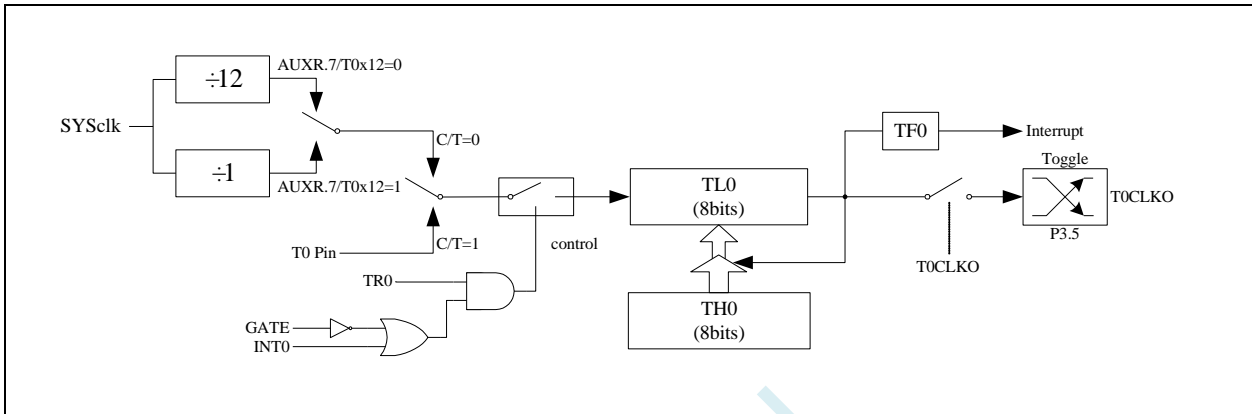 ÷12
AUXR.7/T0x12=0
SYSclk
÷1
AUXR.7/T0x12=1
C/T=0
T0 Pin
C/T=1
control
TR0
GATE
INT0
TL0
(8bits)
TH0
(8bits)
TF0
Interrupt
Toggle
T0CLKO
P3.5
T0CLKO